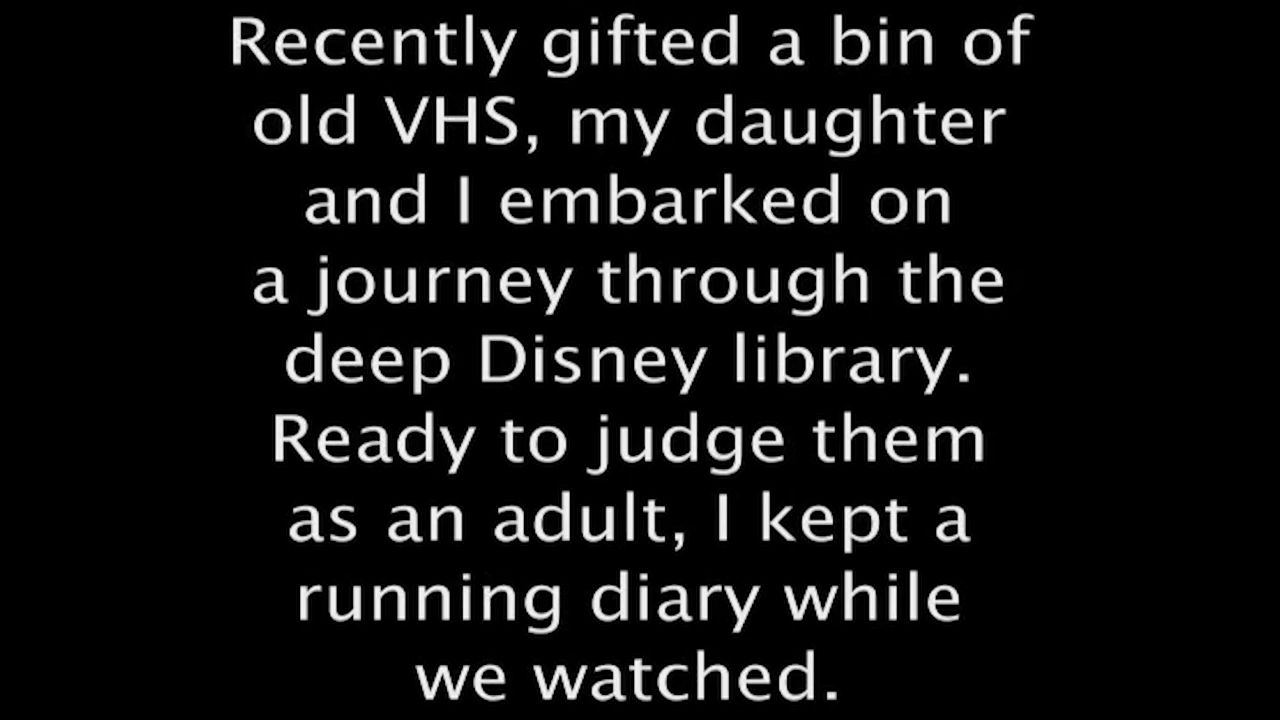 Recently gifted a bin of
old VHS, my daughter
and I embarked on
a journey through the
deep Disney library.
Ready to judge them
as an adult, I kept a
running diary while
we watched.